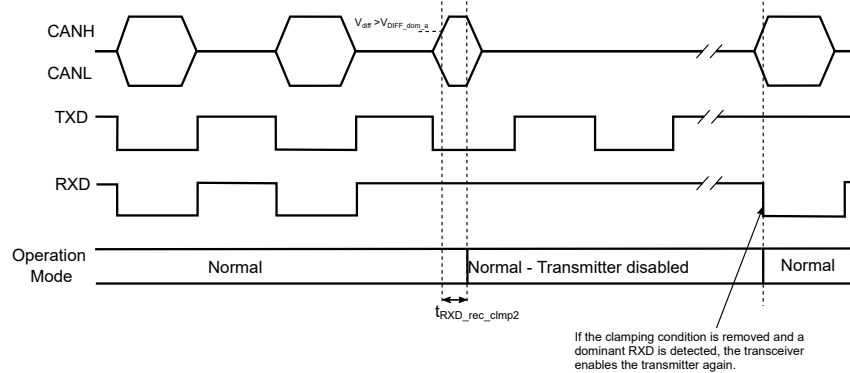 CANH
V_diff >V_DIFF_dom_a
CANL
TXD
RXD
Operation
Mode
Normal
Normal - Transmitter disabled
Normal
t_RXD_rec_clmp2
If the clamping condition is removed and a
dominant RXD is detected, the transceiver
enables the transmitter again.